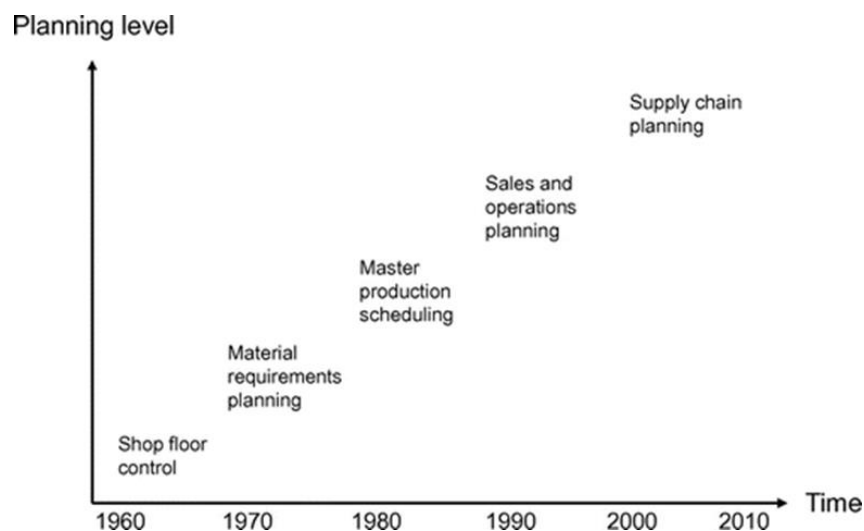 Planning level
Supply chain
planning
Sales and
operations
planning
Master
production
scheduling
Material
requirements
planning
Shop floor
control
Time
1960 1970 1980 1990 2000 2010